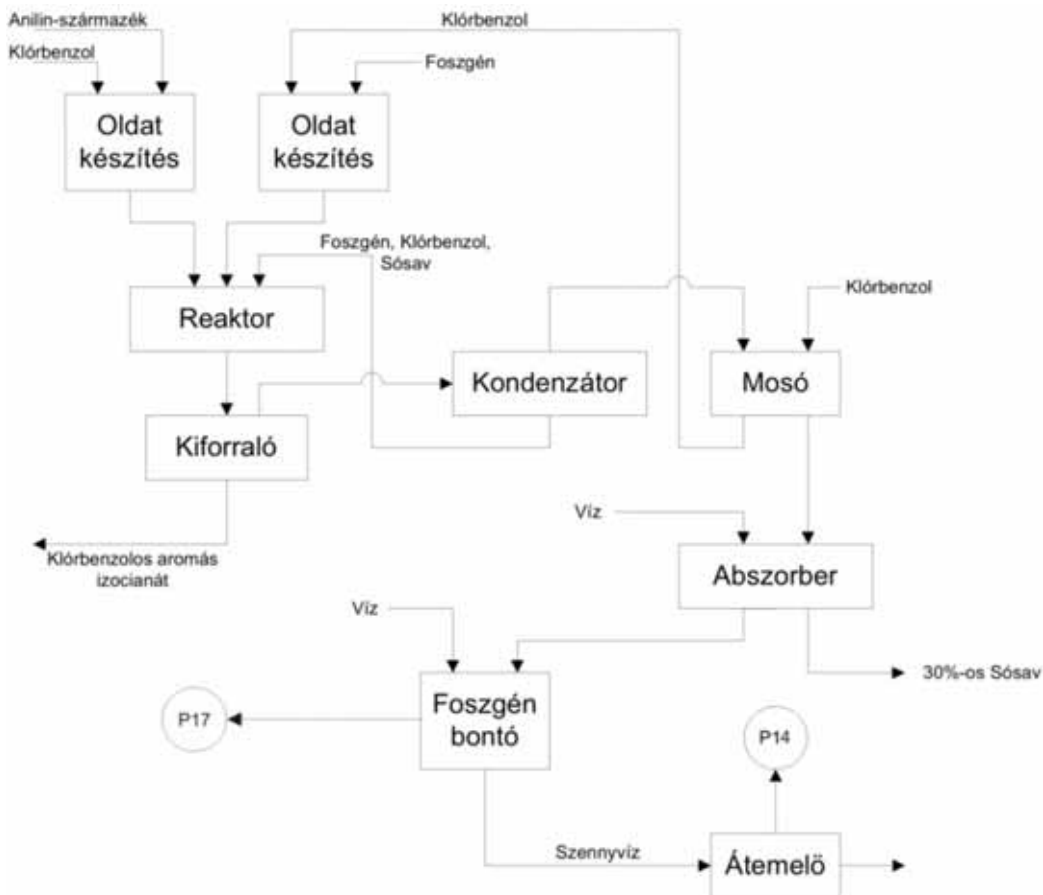 Anilin-származék
Klórbenzol
Klórbenzol
Foszgén
Oldat
készítés
Oldat
készítés
Foszgén, Klórbenzol,
Sósav
Reaktor
Klórbenzol
Kondenzátor
Mosó
Kiforraló
Víz
Klórbenzolos aromás
izocianát
Abszorber
Víz
30%-os Sósav
Foszgén
bontó
P17
P14
Szennyvíz
Átemelö